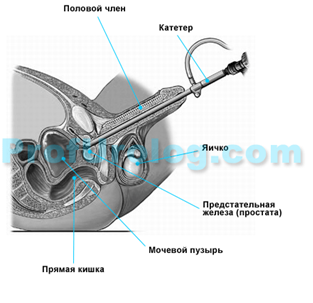 Половой член
Катетер
Яичко
Предстательная
железа (простата)
Мочевой пузырь
Прямая кишка